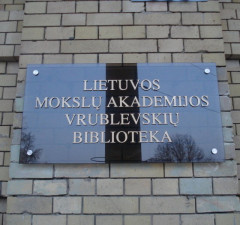 LIETUVOS
MOKSLŲ AKADEMIJOS
VRUBLEVSKIŲ
BIBLIOTEKA